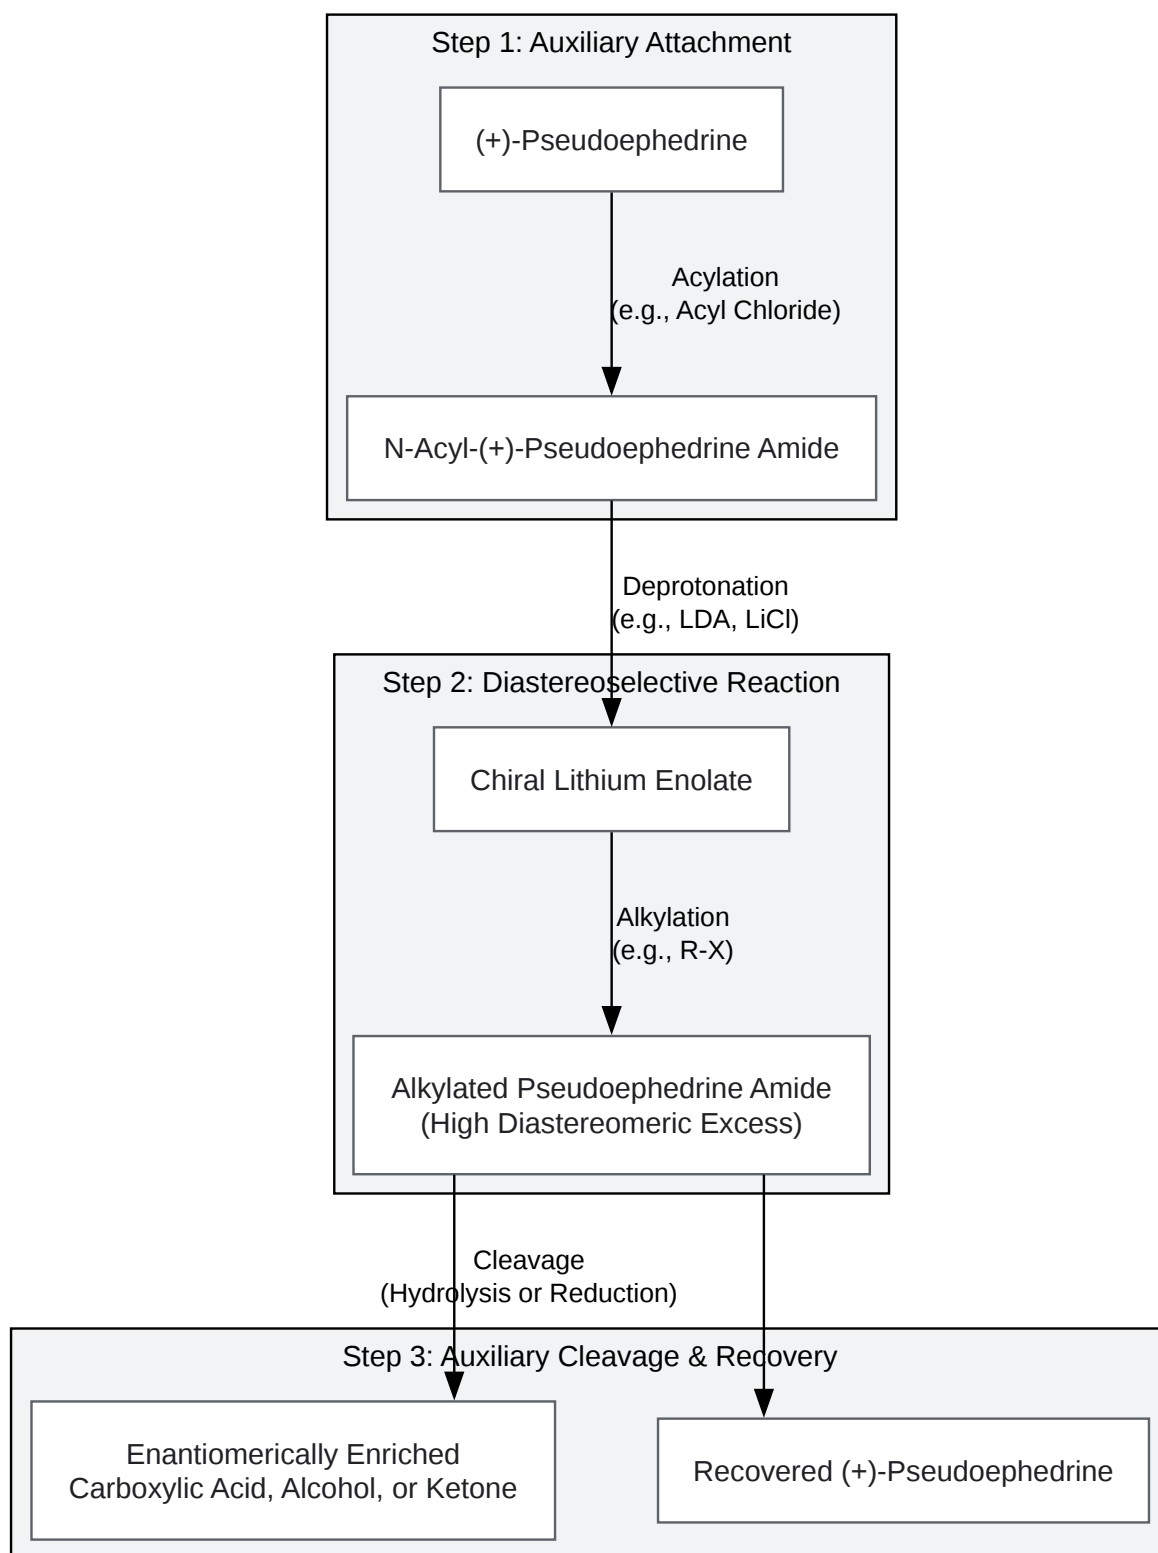 Step 1: Auxiliary Attachment
(+)-Pseudoephedrine
Acylation
(e.g., Acyl Chloride)
N-Acyl-(+)-Pseudoephedrine Amide
Deprotonation
(e.g., LDA, LiCl)
Step 2: Diastereoselective Reaction
Chiral Lithium Enolate
Alkylation
(e.g., R-X)
Alkylated Pseudoephedrine Amide
(High Diastereomeric Excess)
Cleavage
(Hydrolysis or Reduction)
Step 3: Auxiliary Cleavage & Recovery
Enantiomerically Enriched
Carboxylic Acid, Alcohol, or Ketone
Recovered (+)-Pseudoephedrine